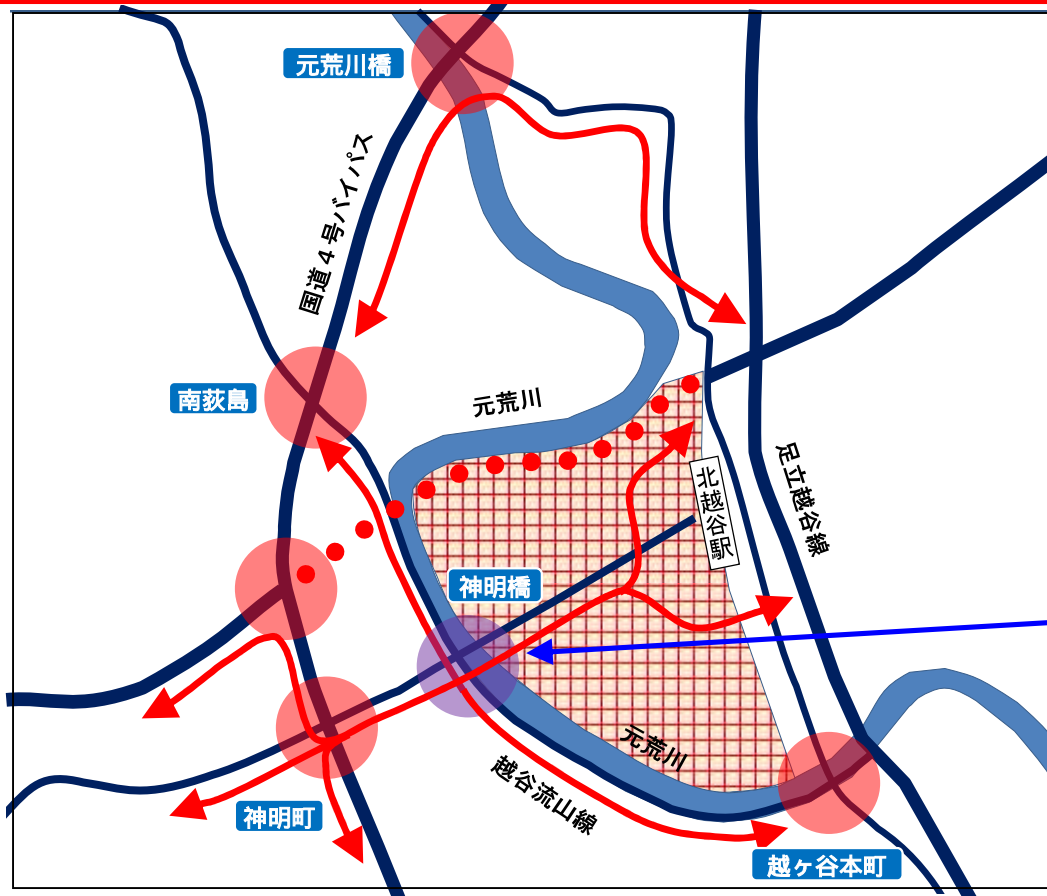 元荒川橋
国道４号バイパス
南荻島
元荒川
北越谷駅
足立越谷線
神明橋
元荒川
越谷流山線
神明町
越ヶ谷本町